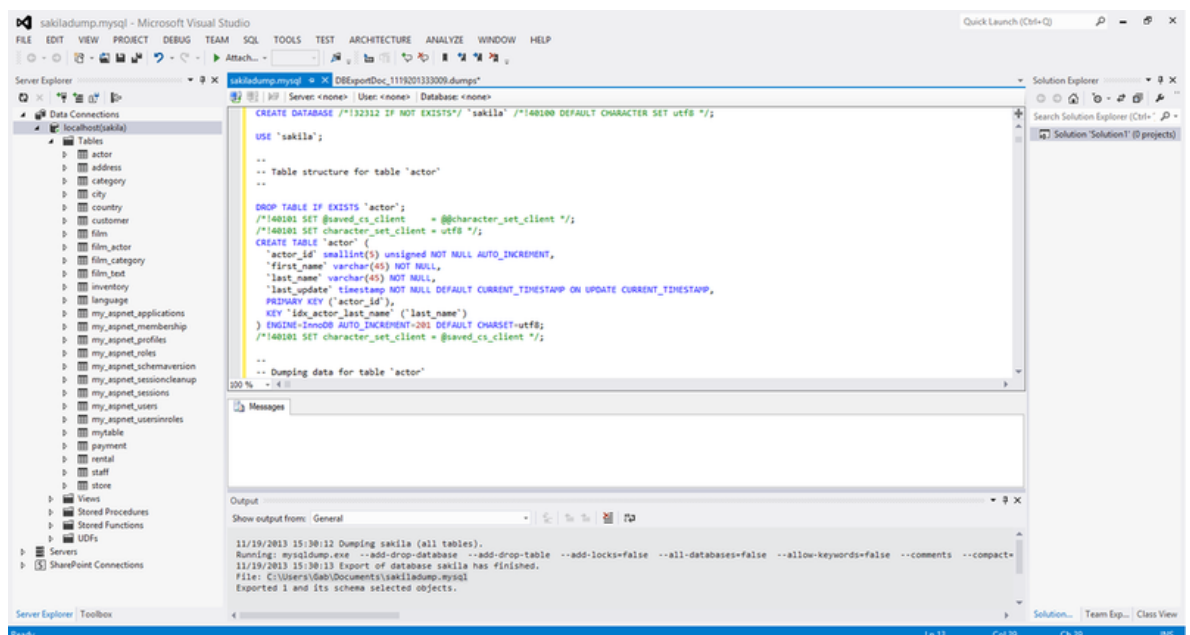 sakiladump.mysql - Microsoft Visual Studio
Quick Launch (Ctrl+Q)
FILE EDIT VIEW PROJECT DEBUG TEAM SQL TOOLS TEST ARCHITECTURE ANALYZE WINDOW HELP
Attach...
Server Explorer
Data Connections
localhost(sakila)
Tables
actor
address
category
city
country
customer
film
film_actor
film_category
film_text
inventory
language
my_aspnet_applications
my_aspnet_membership
my_aspnet_profiles
my_aspnet_roles
my_aspnet_schemaversion
my_aspnet_sessioncleanup
my_aspnet_sessions
my_aspnet_users
my_aspnet_usersinroles
mytable
payment
rental
staff
store
Views
Stored Procedures
Stored Functions
UDFs
Servers
SharePoint Connections
Server Explorer Toolbox
sakiladump.mysql DBExportDoc_1119201333009.dumps*
Server: <none> User: <none> Database: <none>
CREATE DATABASE /*!32312 IF NOT EXISTS*/ `sakila` /*!40100 DEFAULT CHARACTER SET utf8 */;
USE `sakila`;
--
-- Table structure for table `actor`
--
DROP TABLE IF EXISTS `actor`;
/*!40101 SET @saved_cs_client     = @@character_set_client */;
/*!40101 SET character_set_client = utf8 */;
CREATE TABLE `actor` (
`actor_id` smallint(5) unsigned NOT NULL AUTO_INCREMENT,
`first_name` varchar(45) NOT NULL,
`last_name` varchar(45) NOT NULL,
`last_update` timestamp NOT NULL DEFAULT CURRENT_TIMESTAMP ON UPDATE CURRENT_TIMESTAMP,
PRIMARY KEY (`actor_id`),
KEY `idx_actor_last_name` (`last_name`)
) ENGINE=InnoDB AUTO_INCREMENT=201 DEFAULT CHARSET=utf8;
/*!40101 SET character_set_client = @saved_cs_client */;
--
-- Dumping data for table `actor`
100 %
Messages
Output
Show output from: General
11/19/2013 15:30:12 Dumping sakila (all tables).
Running: mysqldump.exe --add-drop-database --add-drop-table --add-locks=false --all-databases=false --allow-keywords=false --comments --compact=
11/19/2013 15:30:13 Export of database sakila has finished.
File: C:\Users\Gab\Documents\sakiladump.mysql
Exported 1 and its schema selected objects.
Solution Explorer
Search Solution Explorer (Ctrl+
Solution 'Solution1' (0 projects)
Solution... Team Exp... Class View